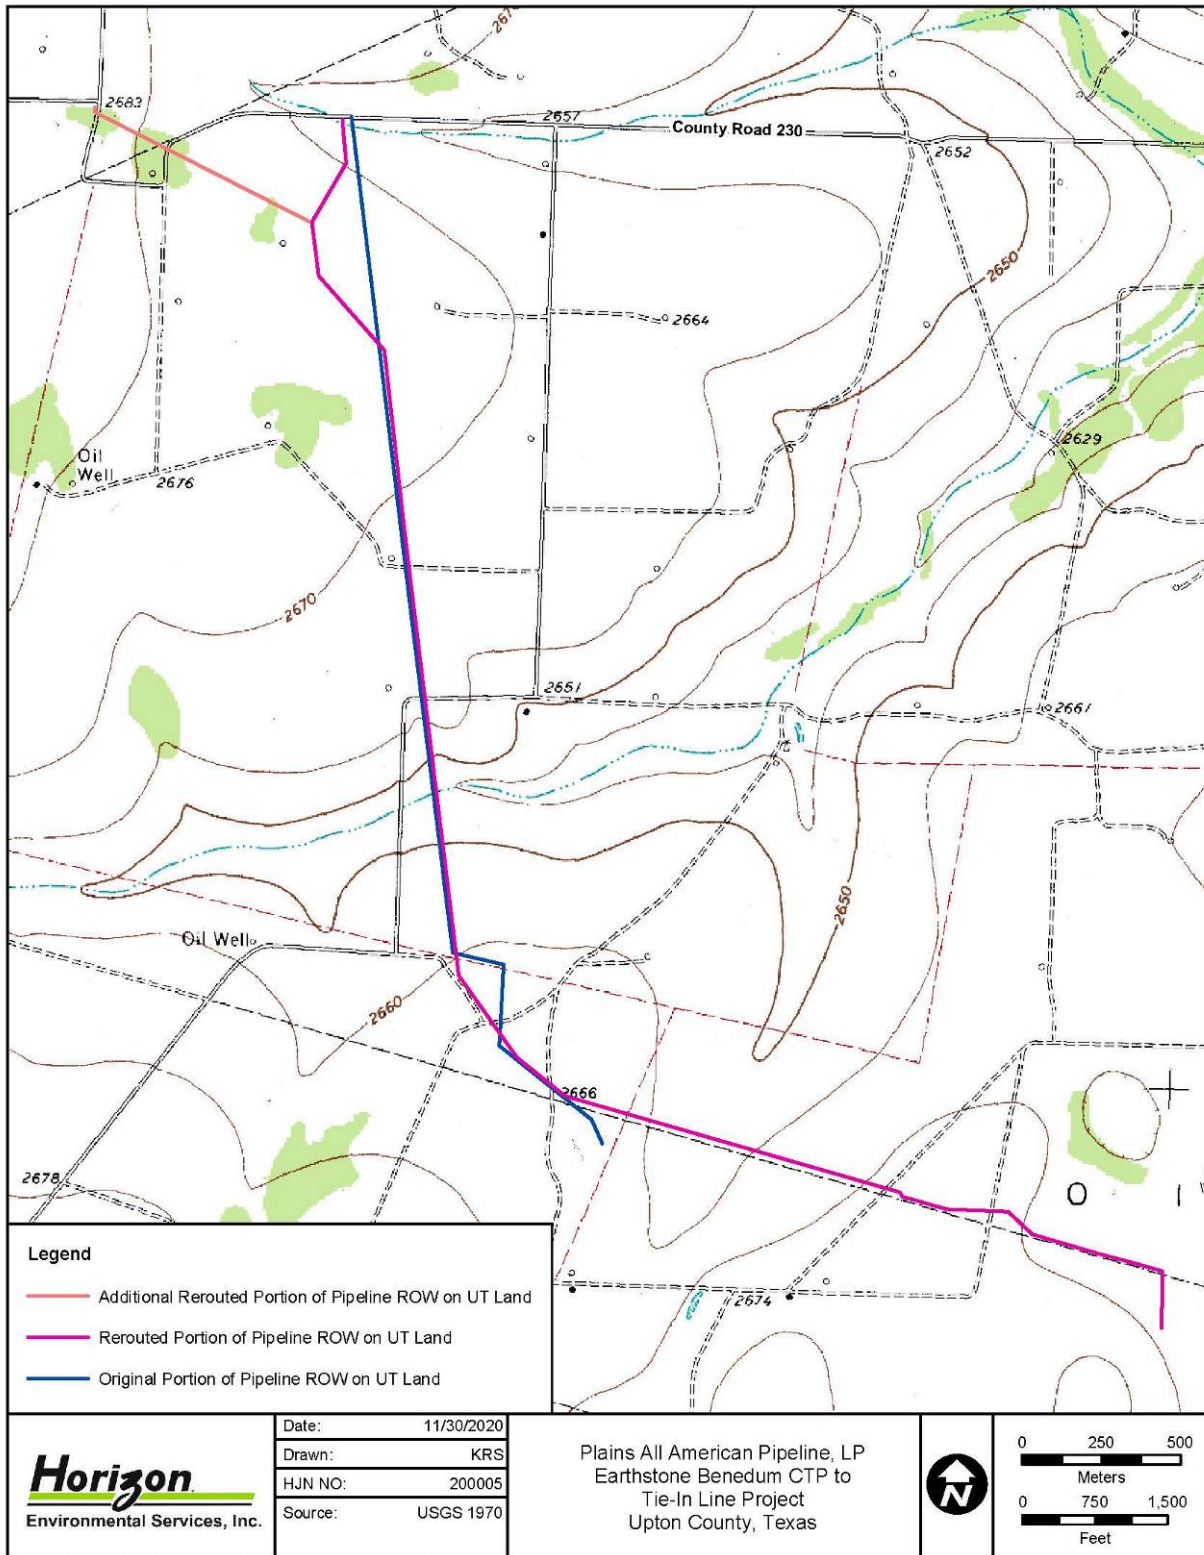 2670
2683
2657
County Road 230
2652
2650
2664
2629
Oil
Well
2676
2670
2651
2661
Oil Well
2650
2660
2666
2678
O I
2674
Legend
Additional Rerouted Portion of Pipeline ROW on UT Land
Rerouted Portion of Pipeline ROW on UT Land
Original Portion of Pipeline ROW on UT Land
Horizon
Environmental Services, Inc.
Date: 11/30/2020
Drawn: KRS
HJN NO: 200005
Source: USGS 1970
Plains All American Pipeline, LP
Earthstone Benedum CTP to
Tie-In Line Project
Upton County, Texas
N
0 250 500
Meters
0 750 1,500
Feet